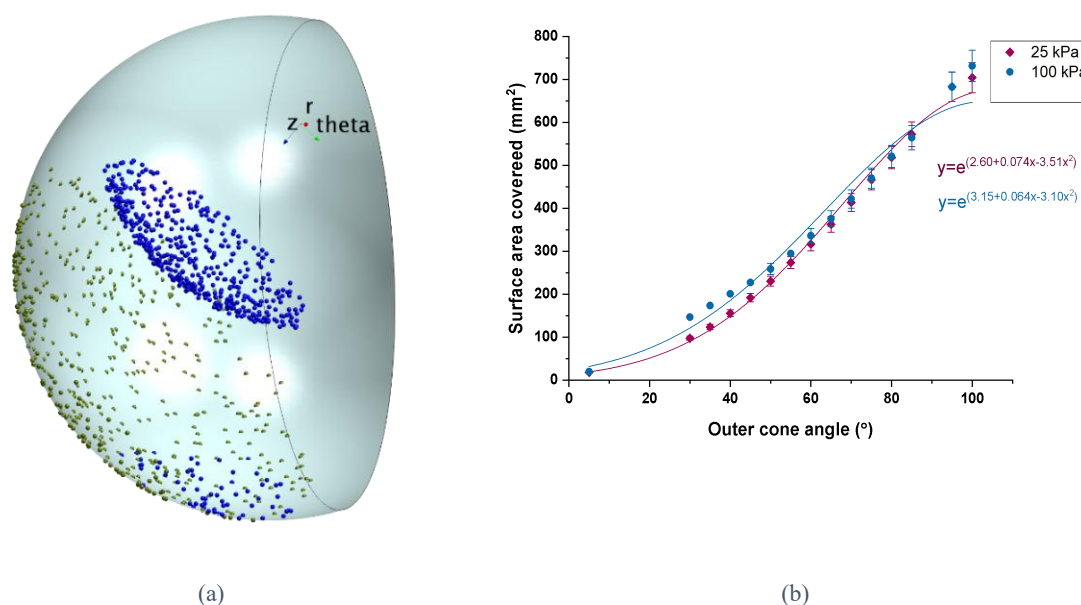 r
z theta
(a)
800
700
600
500
400
300
200
100
0
Surface area covereed (mm²)
0 20 40 60 80 100
Outer cone angle (°)
25 kPa
100 kPa
y=e^(2.60+0.074x-3.51x²)
y=e^(3.15+0.064x-3.10x²)
(b)